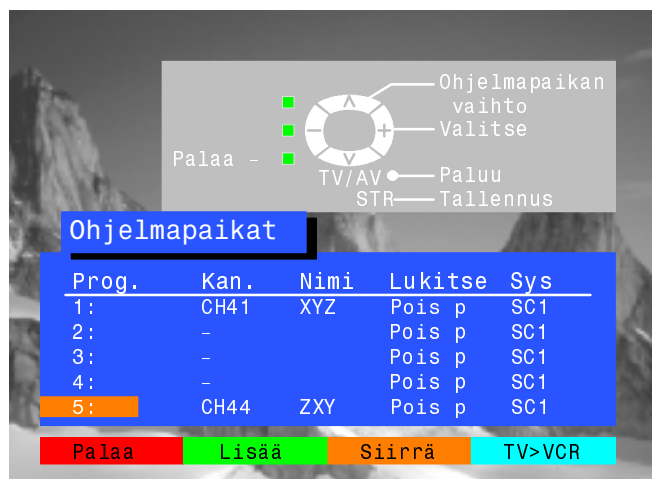 Ohjelmapaikan
vaihto
Valitse
Palaa -
TV/AV Paluu
STR Tallennus
Ohjelmapaikat
Prog. Kan. Nimi Lukitse Sys
1: CH41 XYZ Pois p SC1
2: - Pois p SC1
3: - Pois p SC1
4: - Pois p SC1
5: CH44 ZXY Pois p SC1
Palaa Lisää Siirrä TV>VCR